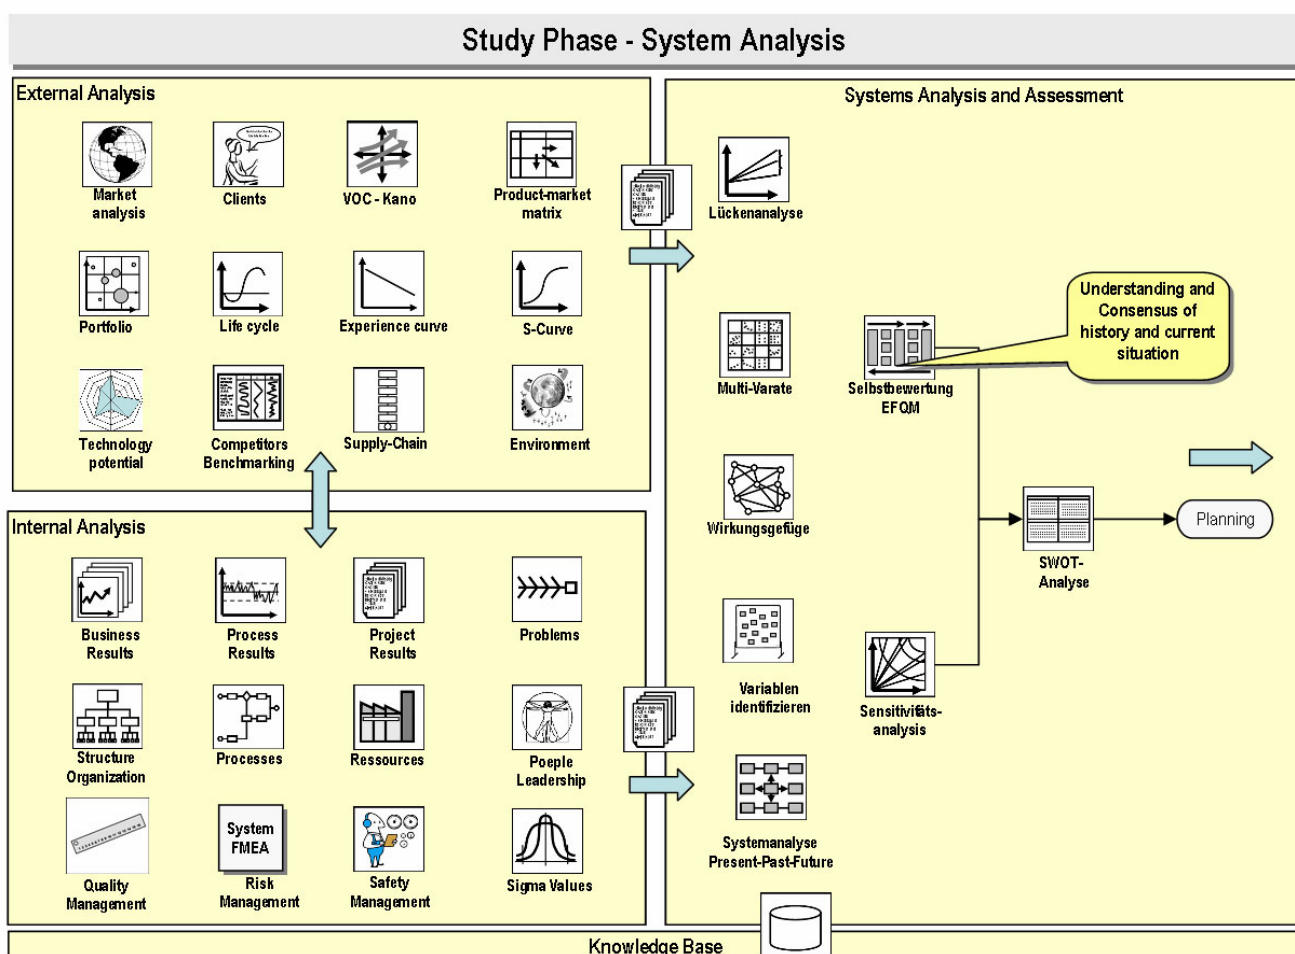 Study Phase - System Analysis
External Analysis
Market
analysis
Clients
VOC - Kano
Product-market
matrix
Portfolio
Life cycle
Experience curve
S-Curve
Technology
potential
Competitors
Benchmarking
Supply-Chain
Environment
Internal Analysis
Business
Results
Process
Results
Project
Results
Problems
Structure
Organization
Processes
Ressources
Poeple
Leadership
Quality
Management
System
FMEA
Risk
Management
Safety
Management
Sigma Values
Systems Analysis and Assessment
Lückenanalyse
Multi-Varate
Selbstbewertung
EFQM
Understanding and
Consensus of
history and current
situation
Wirkungsgefüge
SWOT-
Analyse
Planning
Variablen
identifizieren
Sensitivitäts-
analysis
Systemanalyse
Present-Past-Future
Knowledge Base